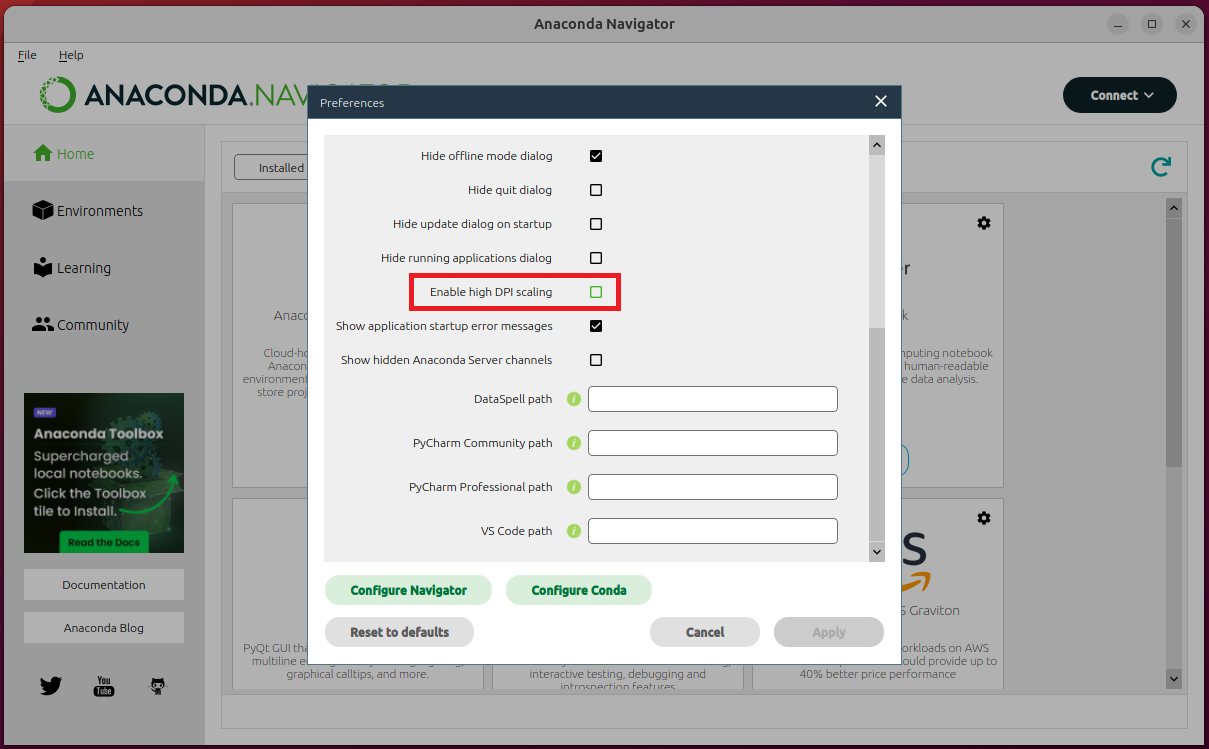 Anaconda Navigator
File Help
ANACONDA.NAVIGATOR
Connect
Preferences
Home
Environments
Learning
Community
Installed
Hide offline mode dialog
Hide quit dialog
Hide update dialog on startup
Hide running applications dialog
Enable high DPI scaling
Show application startup error messages
Show hidden Anaconda Server channels
DataSpell path
PyCharm Community path
PyCharm Professional path
VS Code path
Configure Navigator Configure Conda
Reset to defaults Cancel Apply
NEW
Anaconda Toolbox
Supercharged
local notebooks.
Click the Toolbox
tile to Install.
Read the Docs
Documentation
Anaconda Blog
You
Tube
Cloud-ho
Anacon
environment
store proj
notebook
human-readable
data analysis.
PyQt GUI tha
multiline
graphical calltips, and more.
interactive testing, debugging and
introspection features.
S Graviton
orkloads on AWS
ould provide up to
40% better price performance